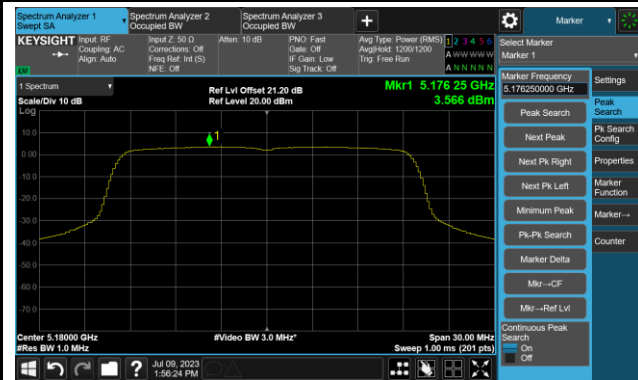 Spectrum Analyzer 1
Swept SA
Spectrum Analyzer 2
Occupied BW
Spectrum Analyzer 3
Occupied BW
Marker
KEYSIGHT
Input: RF
Coupling: AC
Align: Auto
Input Z: 50 Ω
Corrections: Off
Freq Ref: Int (S)
NFE: Off
Atten: 10 dB
PNO: Fast
Gate: Off
IF Gain: Low
Sig Track: Off
Avg Type: Power (RMS)
Avg|Hold: 1200/1200
Trig: Free Run
1 2 3 4 5 6
A W W W W W
A N N N N N
Select Marker
Marker 1
LXI
1 Spectrum
Scale/Div 10 dB
Log
Ref Lvl Offset 21.20 dB
Ref Level 20.00 dBm
Mkr1 5.176 25 GHz
3.566 dBm
1
10.0
0.00
-10.0
-20.0
-30.0
-40.0
-50.0
-60.0
-70.0
Center 5.18000 GHz
#Res BW 1.0 MHz
#Video BW 3.0 MHz*
Span 30.00 MHz
Sweep 1.00 ms (201 pts)
Marker Frequency
5.176250000 GHz
Peak Search
Next Peak
Next Pk Right
Next Pk Left
Minimum Peak
Pk-Pk Search
Marker Delta
Mkr→CF
Mkr→Ref Lvl
Continuous Peak
Search
On
Off
Settings
Peak
Search
Pk Search
Config
Properties
Marker
Function
Marker→
Counter
?
Jul 09, 2023
1:56:24 PM